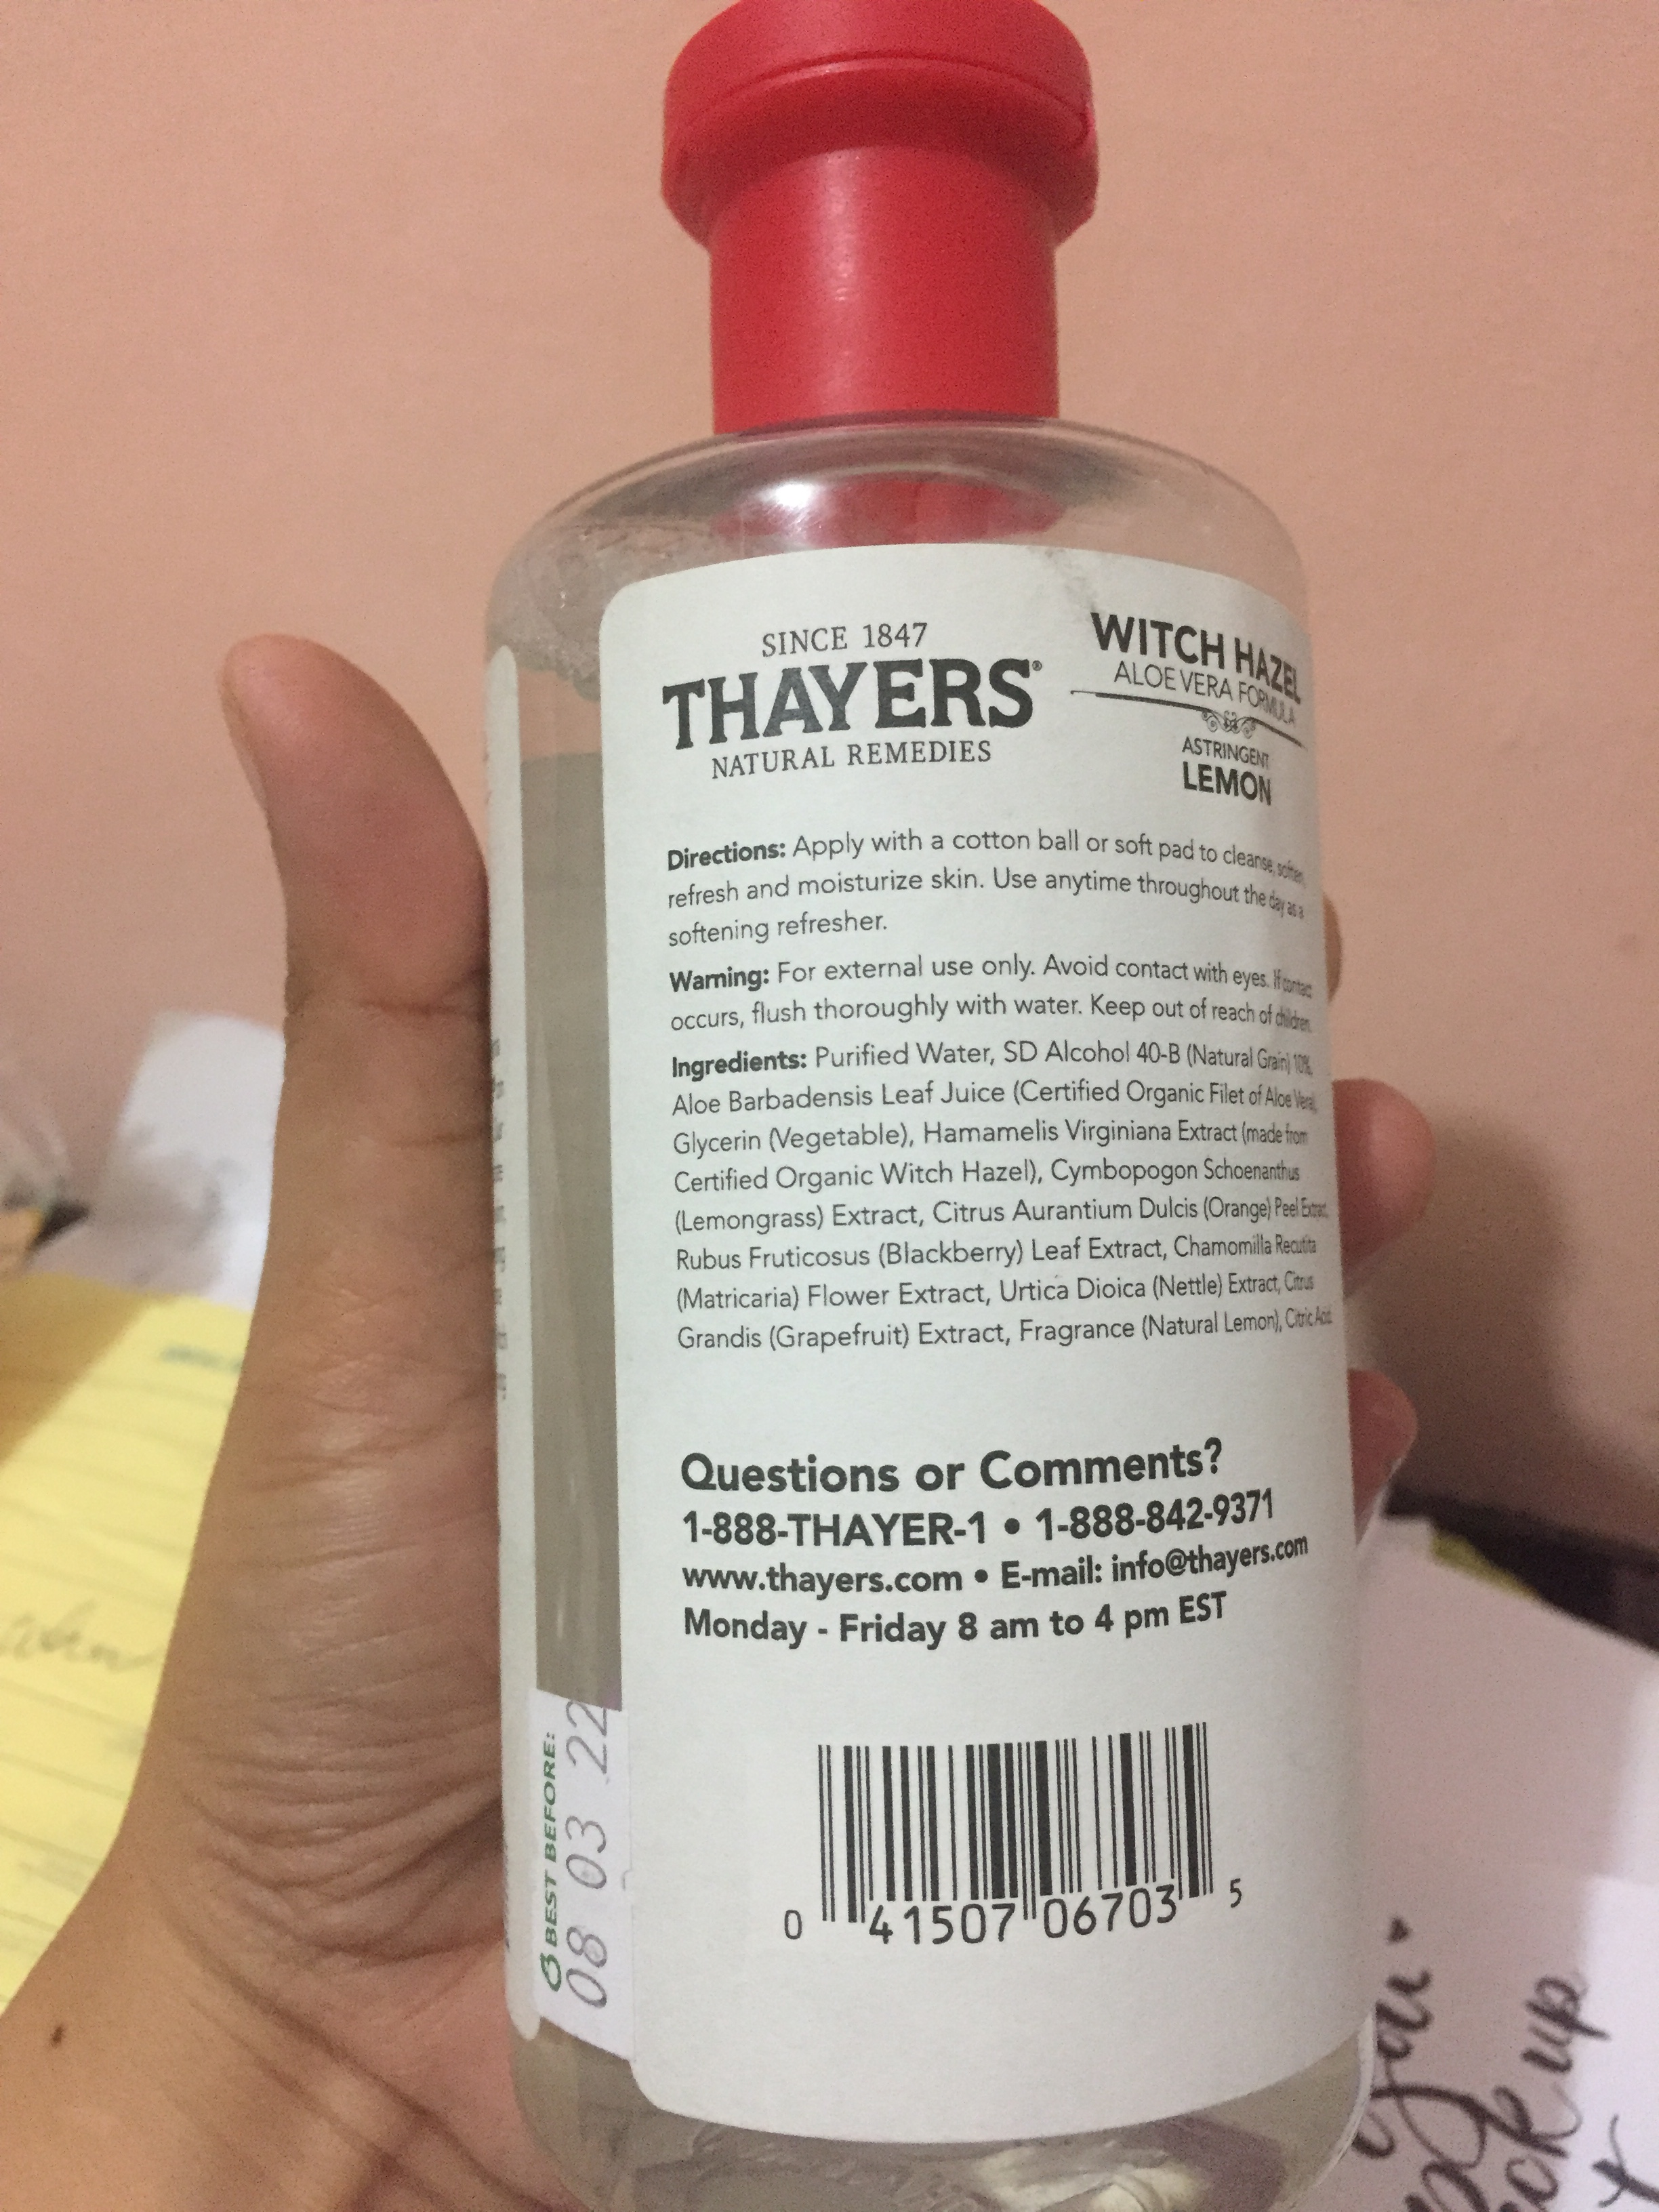 SINCE 1847
THAYERS®
NATURAL REMEDIES
WITCH HAZEL
ALOE VERA FORMULA
ASTRINGENT
LEMON
Directions: Apply with a cotton ball or soft pad to cleanse, soften,
refresh and moisturize skin. Use anytime throughout the day as a
softening refresher.
Warning: For external use only. Avoid contact with eyes. If contact
occurs, flush thoroughly with water. Keep out of reach of children.
Ingredients: Purified Water, SD Alcohol 40-B (Natural Grain) 10%,
Aloe Barbadensis Leaf Juice (Certified Organic Filet of Aloe Vera),
Glycerin (Vegetable), Hamamelis Virginiana Extract (made from
Certified Organic Witch Hazel), Cymbopogon Schoenanthus
(Lemongrass) Extract, Citrus Aurantium Dulcis (Orange) Peel Extract,
Rubus Fruticosus (Blackberry) Leaf Extract, Chamomilla Recutita
(Matricaria) Flower Extract, Urtica Dioica (Nettle) Extract, Citrus
Grandis (Grapefruit) Extract, Fragrance (Natural Lemon), Citric Acid.
Questions or Comments?
1-888-THAYER-1 • 1-888-842-9371
www.thayers.com • E-mail: info@thayers.com
Monday - Friday 8 am to 4 pm EST
0 41507 06703 5
BEST BEFORE:
08 03 22
you
up